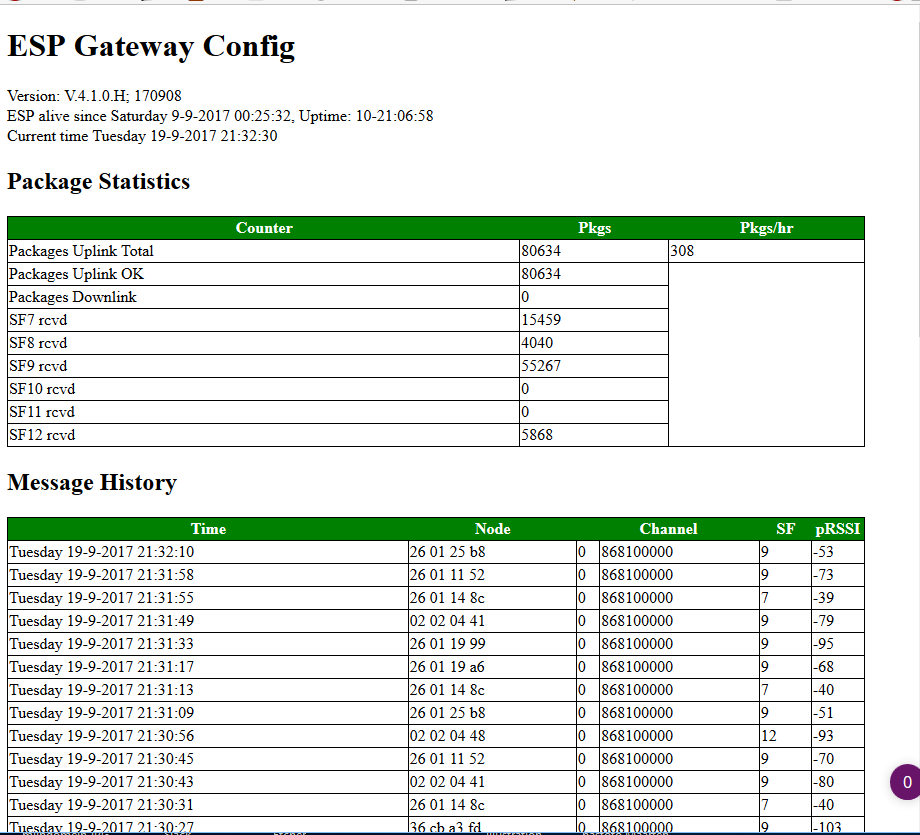 ESP Gateway Config
Version: V.4.1.0.H; 170908
ESP alive since Saturday 9-9-2017 00:25:32, Uptime: 10-21:06:58
Current time Tuesday 19-9-2017 21:32:30
Package Statistics
Counter Pkgs Pkgs/hr
Packages Uplink Total 80634 308
Packages Uplink OK 80634
Packages Downlink 0
SF7 rcvd 15459
SF8 rcvd 4040
SF9 rcvd 55267
SF10 rcvd 0
SF11 rcvd 0
SF12 rcvd 5868
Message History
Time Node Channel SF pRSSI
Tuesday 19-9-2017 21:32:10 26 01 25 b8 0 868100000 9 -53
Tuesday 19-9-2017 21:31:58 26 01 11 52 0 868100000 9 -73
Tuesday 19-9-2017 21:31:55 26 01 14 8c 0 868100000 7 -39
Tuesday 19-9-2017 21:31:49 02 02 04 41 0 868100000 9 -79
Tuesday 19-9-2017 21:31:33 26 01 19 99 0 868100000 9 -95
Tuesday 19-9-2017 21:31:17 26 01 19 a6 0 868100000 9 -68
Tuesday 19-9-2017 21:31:13 26 01 14 8c 0 868100000 7 -40
Tuesday 19-9-2017 21:31:09 26 01 25 b8 0 868100000 9 -51
Tuesday 19-9-2017 21:30:56 02 02 04 48 0 868100000 12 -93
Tuesday 19-9-2017 21:30:45 26 01 11 52 0 868100000 9 -70
Tuesday 19-9-2017 21:30:43 02 02 04 41 0 868100000 9 -80
0
Tuesday 19-9-2017 21:30:31 26 01 14 8c 0 868100000 7 -40
Tuesday 19-9-2017 21:30:27 36 cb a3 fd 0 868100000 9 -103